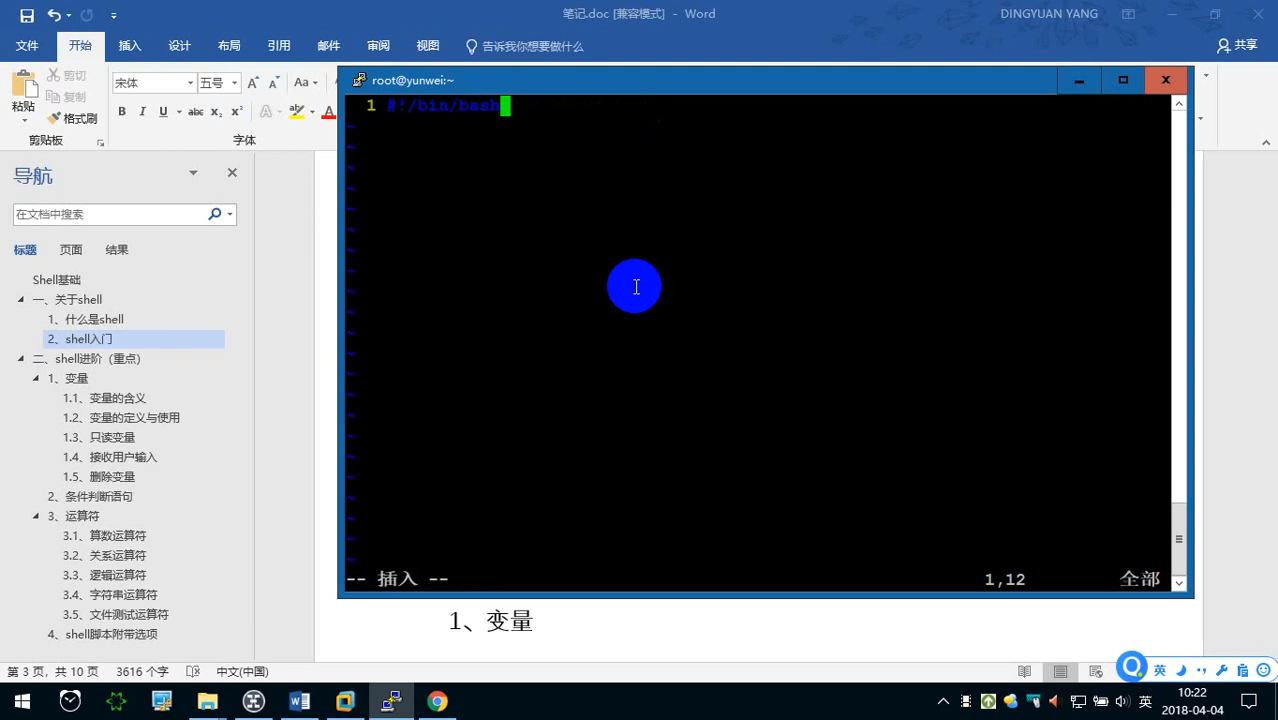 笔记.doc [兼容模式] - Word
DINGYUAN YANG
文件
开始
插入
设计
布局
引用
邮件
审阅
视图
告诉我你想要做什么
共享
粘贴
剪切
复制
格式刷
剪贴板
宋体
五号
Aa
B I U abc x₂ x²
A
A
字体
导航
在文档中搜索
标题
页面
结果
Shell基础
一、关于shell
1、什么是shell
2、shell入门
二、shell进阶（重点）
1、变量
1.1、变量的含义
1.2、变量的定义与使用
1.3、只读变量
1.4、接收用户输入
1.5、删除变量
2、条件判断语句
3、运算符
3.1、算数运算符
3.2、关系运算符
3.3、逻辑运算符
3.4、字符串运算符
3.5、文件测试运算符
4、shell脚本附带选项
root@yunwei:~
1 #!/bin/bash
-- 插入 --
1,12
全部
1、变量
第 3 页，共 10 页
3616 个字
中文(中国)
英
英
10:22
2018-04-04